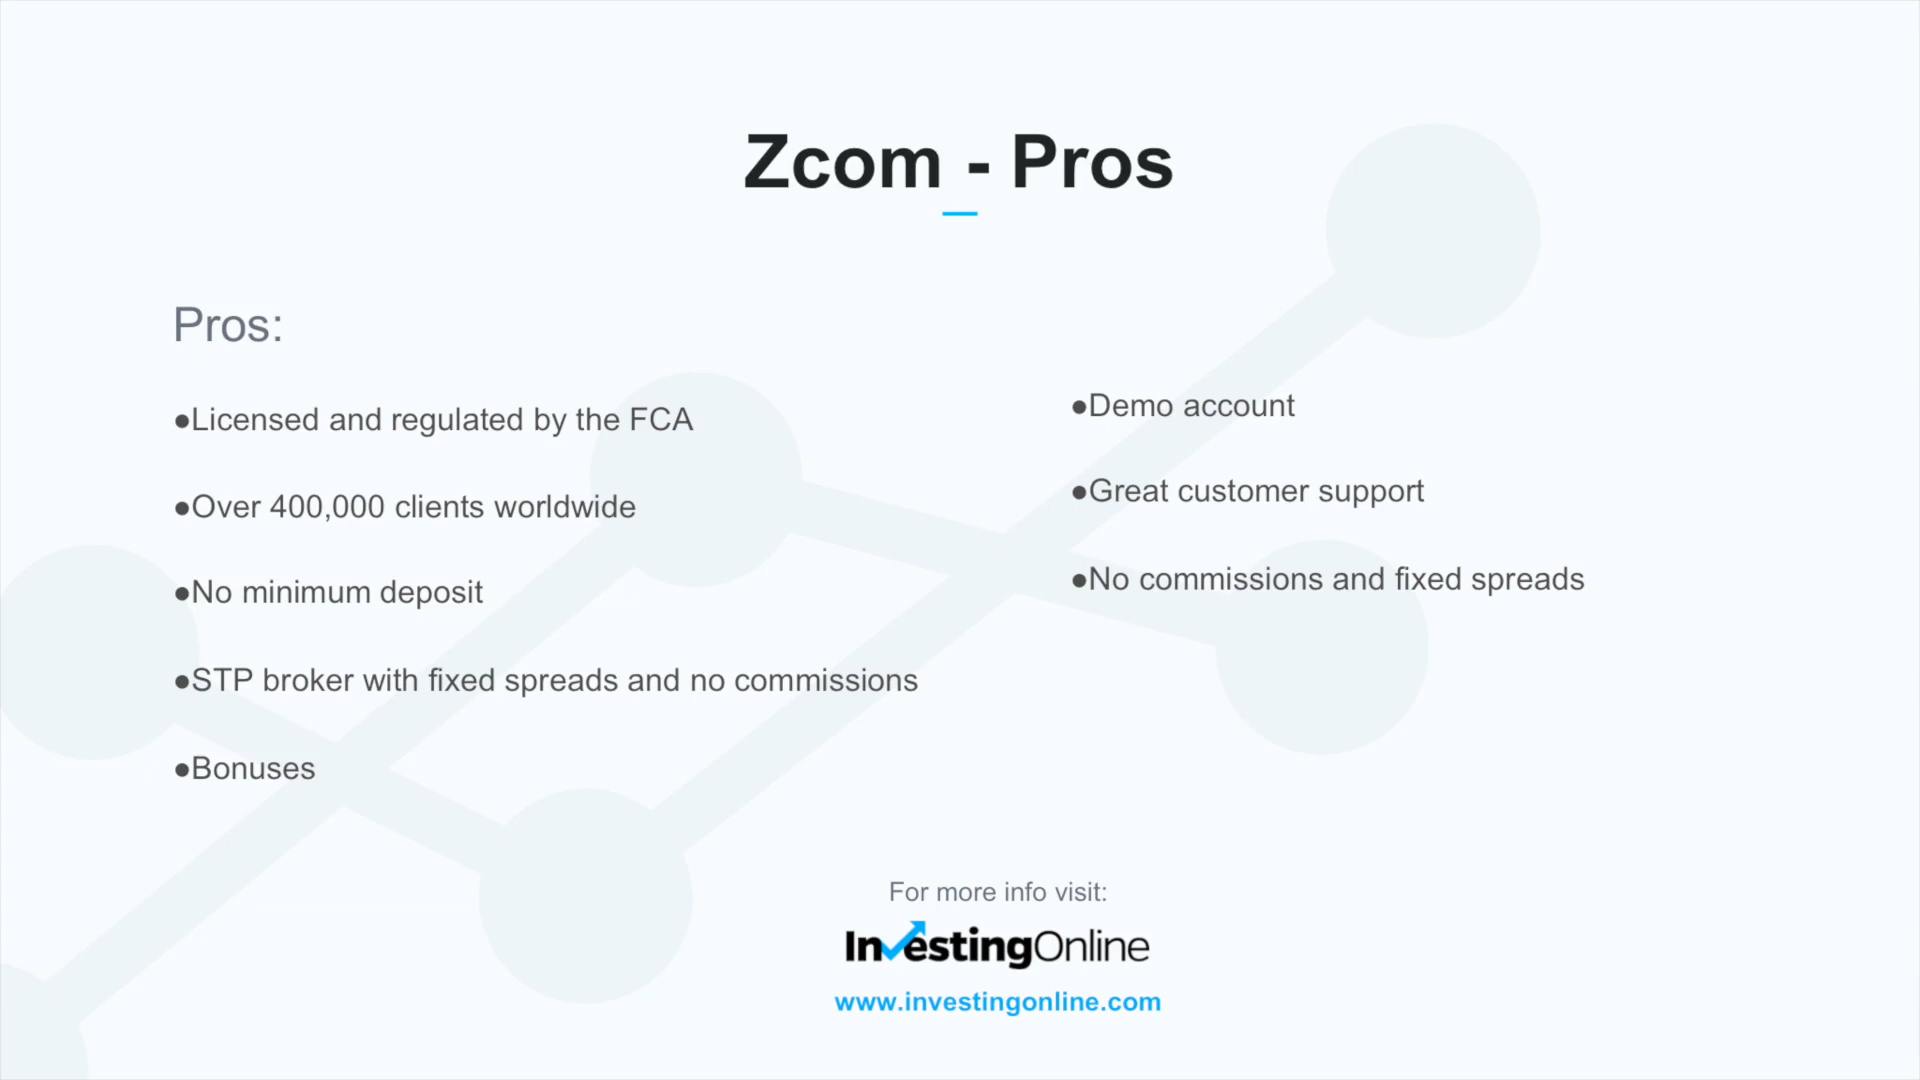 Zcom - Pros
Pros:
●Licensed and regulated by the FCA
●Over 400,000 clients worldwide
●No minimum deposit
●STP broker with fixed spreads and no commissions
●Bonuses
●Demo account
●Great customer support
●No commissions and fixed spreads
For more info visit:
InvestingOnline
www.investingonline.com